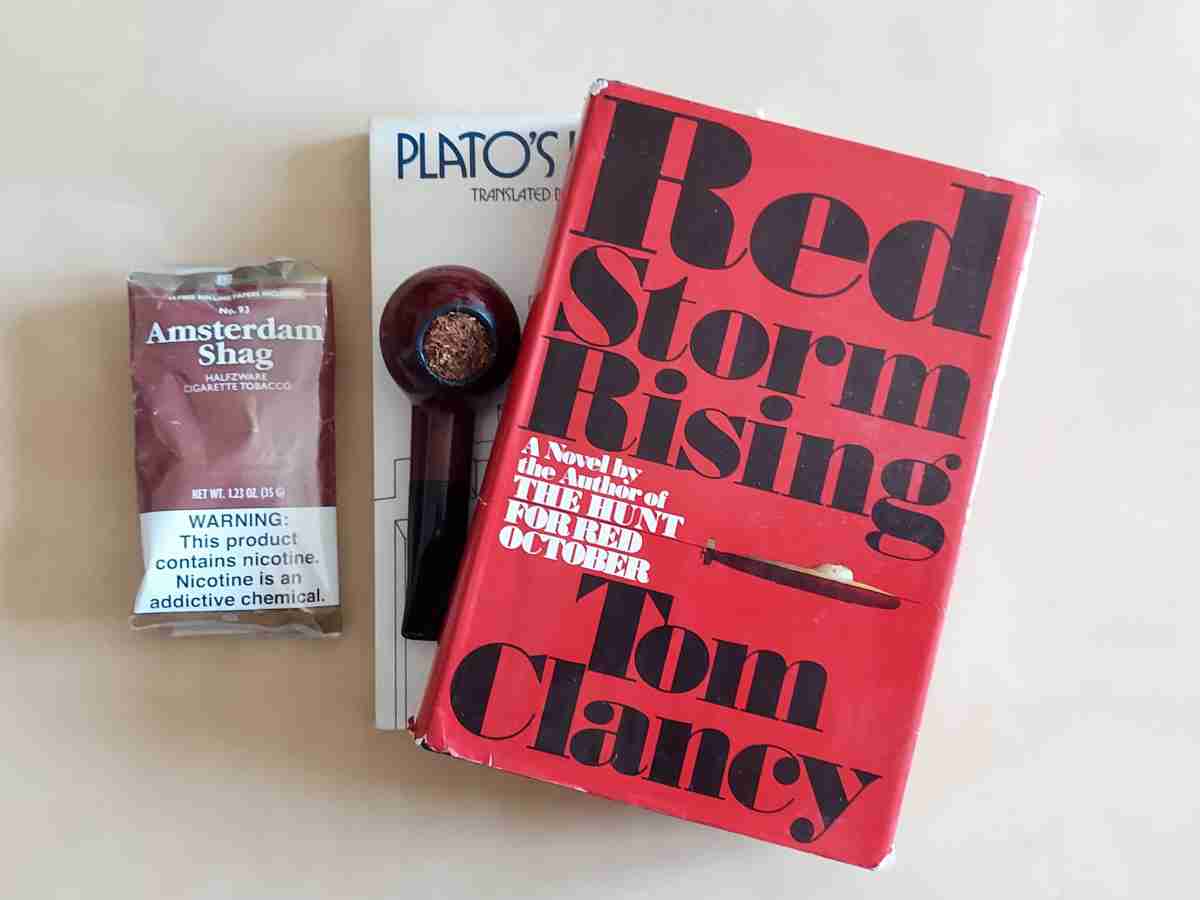 No. 93
Amsterdam
Shag
HALFZWARE
CIGARETTE TOBACCO
NET WT. 1.23 OZ. (35 G)
WARNING:
This product
contains nicotine.
Nicotine is an
addictive chemical.
PLATO'S
TRANSLATED
Red
Storm
Rising
A Novel by
the Author of
THE HUNT
FOR RED
OCTOBER
Tom
Clancy